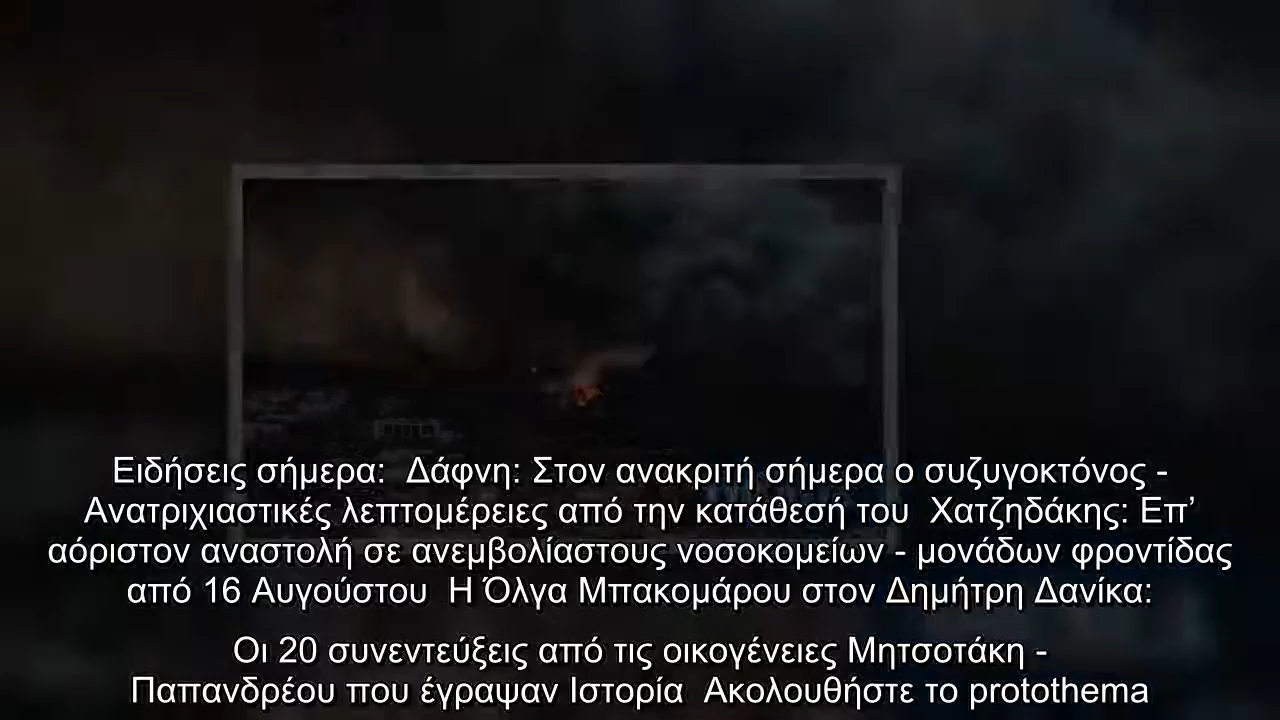 Ειδήσεις σήμερα:  Δάφνη: Στον ανακριτή σήμερα ο συζυγοκτόνος -
Ανατριχιαστικές λεπτομέρειες από την κατάθεσή του  Χατζηδάκης: Επ’
αόριστον αναστολή σε ανεμβολίαστους νοσοκομείων - μονάδων φροντίδας
από 16 Αυγούστου  Η Όλγα Μπακομάρου στον Δημήτρη Δανίκα:
Οι 20 συνεντεύξεις από τις οικογένειες Μητσοτάκη -
Παπανδρέου που έγραψαν Ιστορία  Ακολουθήστε το protothema